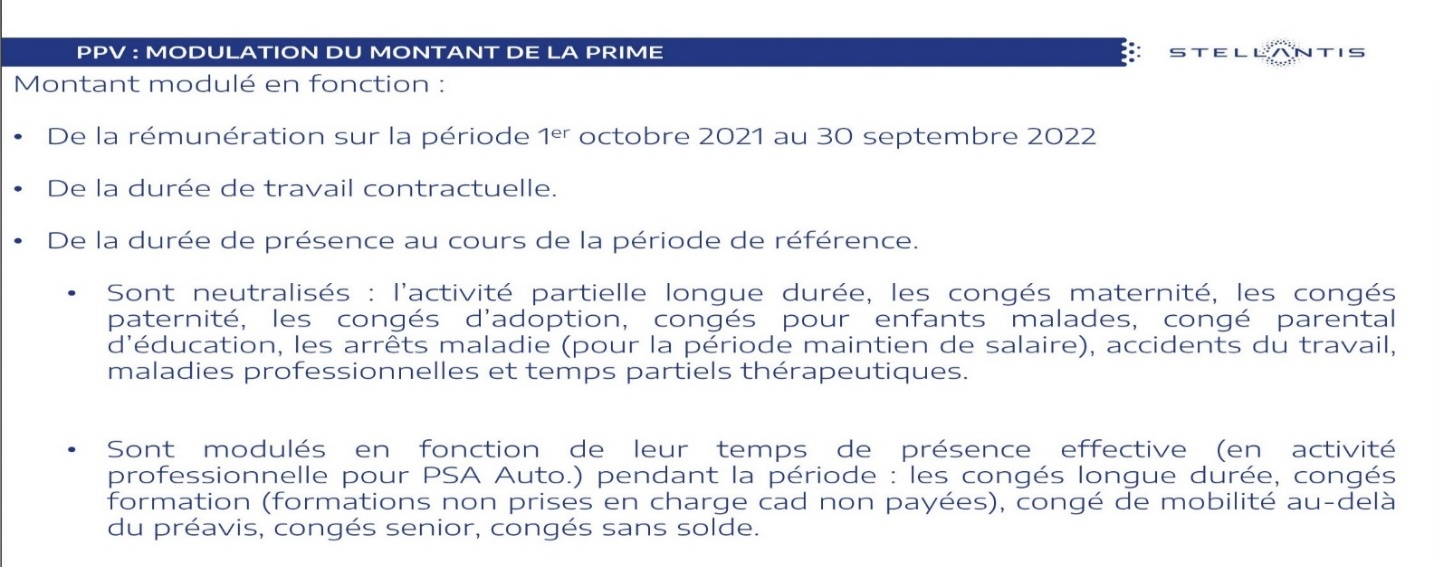 PPV : MODULATION DU MONTANT DE LA PRIME
STELLANTIS
Montant modulé en fonction :
• De la rémunération sur la période 1er octobre 2021 au 30 septembre 2022
• De la durée de travail contractuelle.
• De la durée de présence au cours de la période de référence.
• Sont neutralisés : l’activité partielle longue durée, les congés maternité, les congés
paternité, les congés d’adoption, congés pour enfants malades, congé parental
d’éducation, les arrêts maladie (pour la période maintien de salaire), accidents du travail,
maladies professionnelles et temps partiels thérapeutiques.
• Sont modulés en fonction de leur temps de présence effective (en activité
professionnelle pour PSA Auto.) pendant la période : les congés longue durée, congés
formation (formations non prises en charge cad non payées), congé de mobilité au-delà
du préavis, congés senior, congés sans solde.